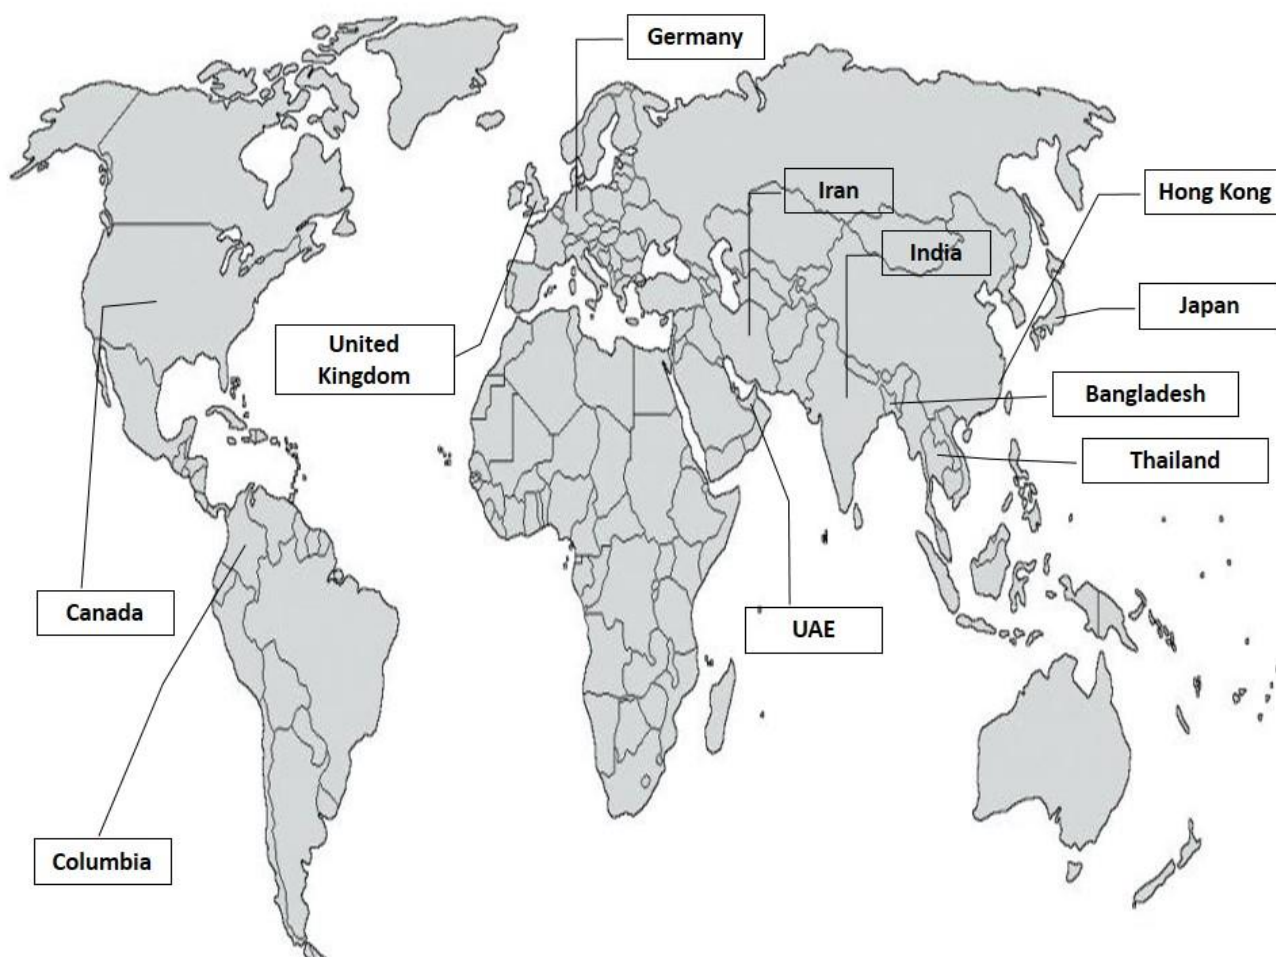 Germany
Iran
Hong Kong
India
Japan
United
Kingdom
Bangladesh
Thailand
Canada
UAE
Columbia